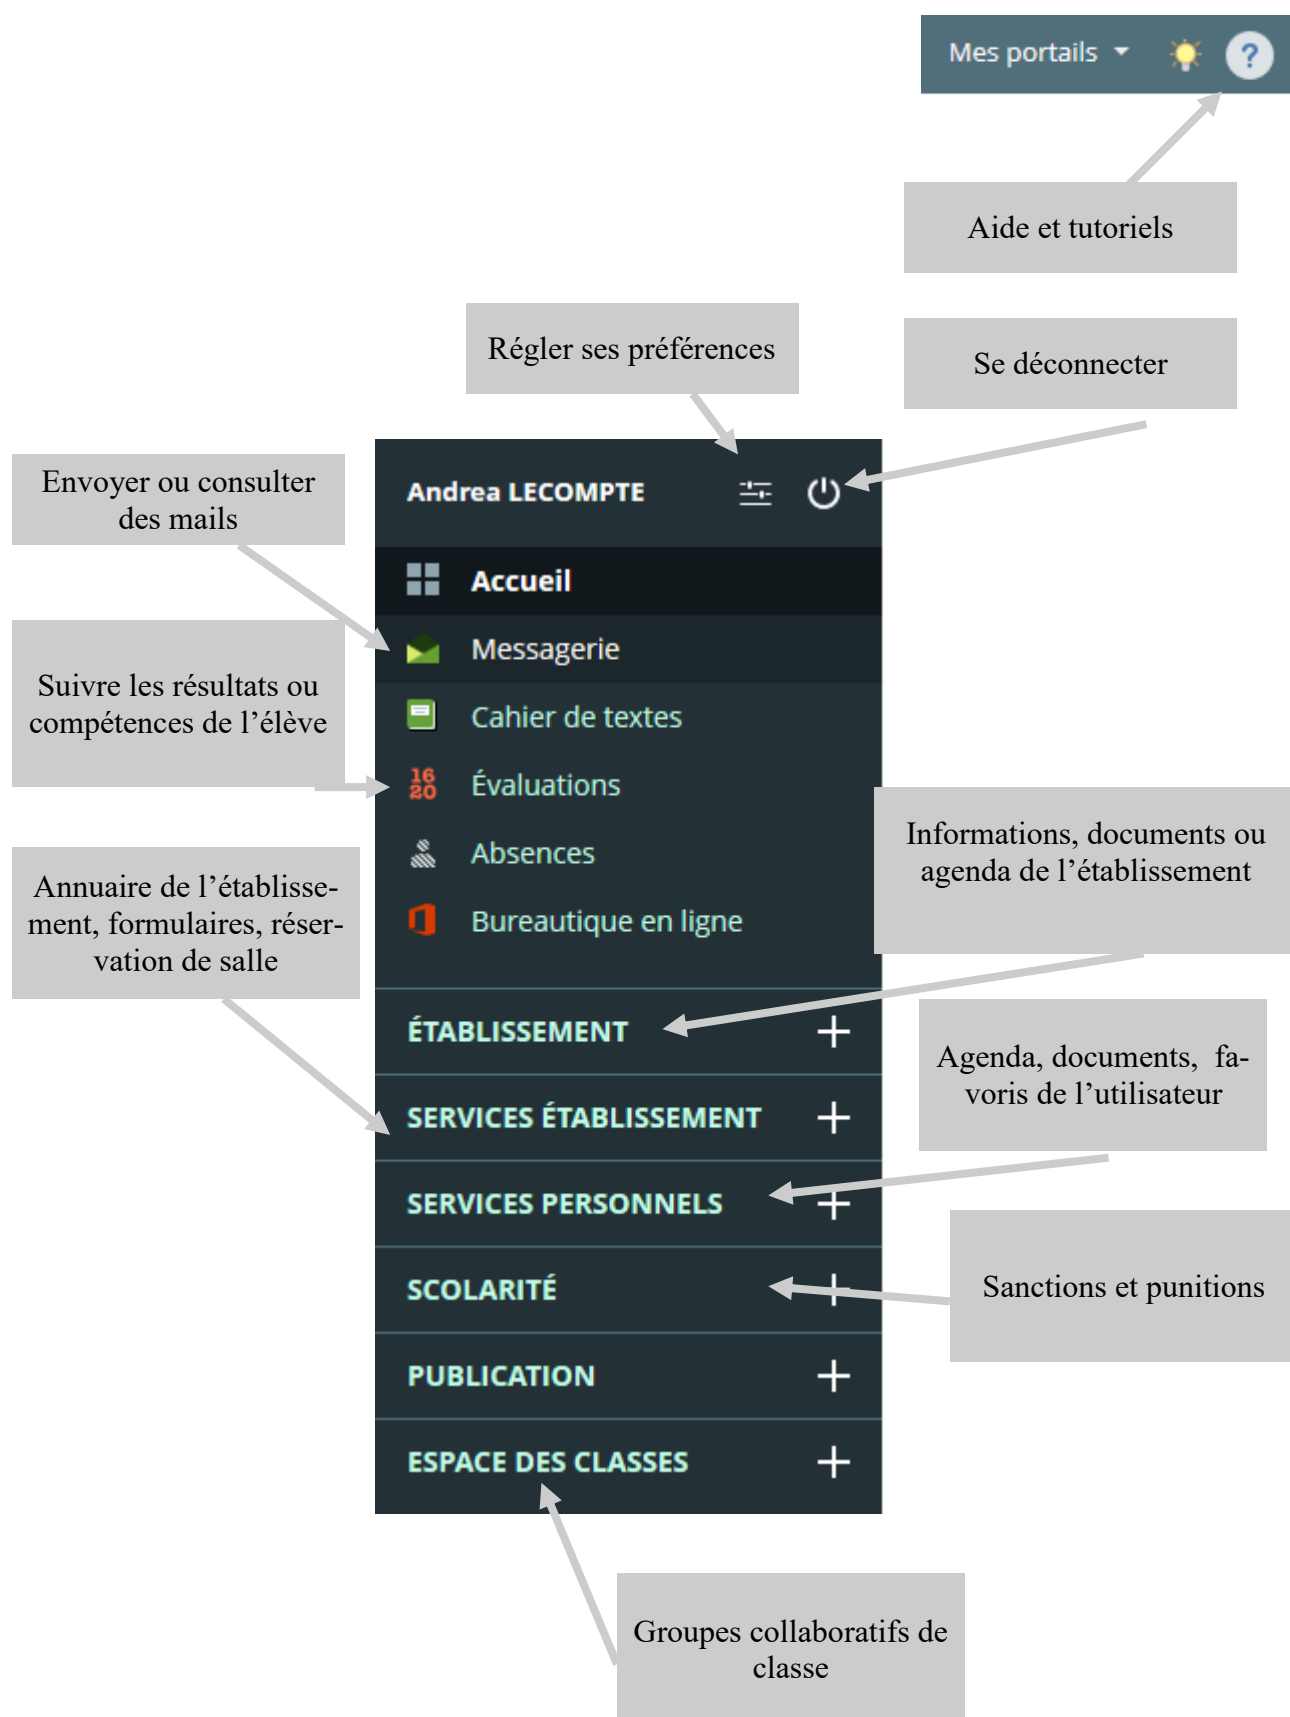 Mes portails
?
Aide et tutoriels
Régler ses préférences
Se déconnecter
Envoyer ou consulter
des mails
Andrea LECOMPTE
Accueil
Messagerie
Suivre les résultats ou
compétences de l’élève
Cahier de textes
16
20
Évaluations
Absences
Bureautique en ligne
Informations, documents ou
agenda de l’établissement
Annuaire de l’établisse-
ment, formulaires, réser-
vation de salle
ÉTABLISSEMENT
Agenda, documents,  fa-
voris de l’utilisateur
SERVICES ÉTABLISSEMENT
SERVICES PERSONNELS
SCOLARITÉ
Sanctions et punitions
PUBLICATION
ESPACE DES CLASSES
Groupes collaboratifs de
classe